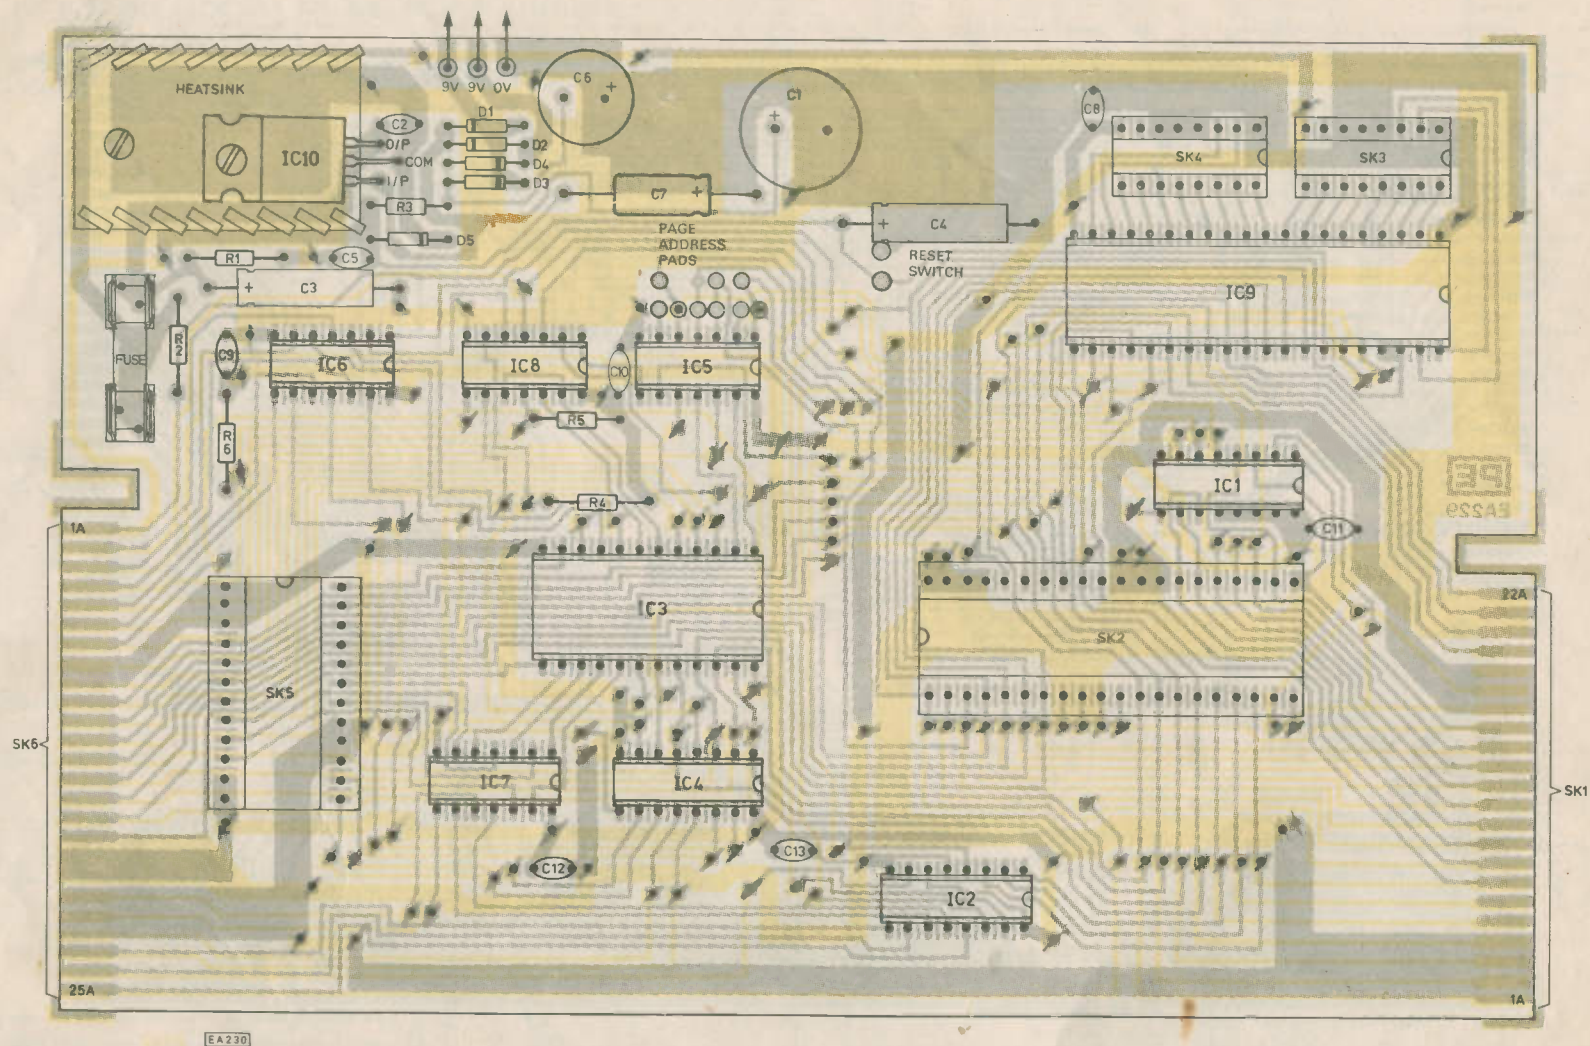 HEATSINK
9V 9V 0V
C6
C1
C8
D1
C2
O/P
D2
IC10
COM
D4
SK4
SK3
I/P
D3
C7
R3
C4
PAGE
ADDRESS
PADS
D5
RESET
SWITCH
R1
C5
C3
IC9
R2
FUSE
C9
IC6
IC8
C10
IC5
R5
R6
PE
IC1
R4
EA229
1A
C11
IC3
22A
SK2
SK5
SK6
IC7
IC4
SK1
C13
C12
IC2
25A
1A
EA230